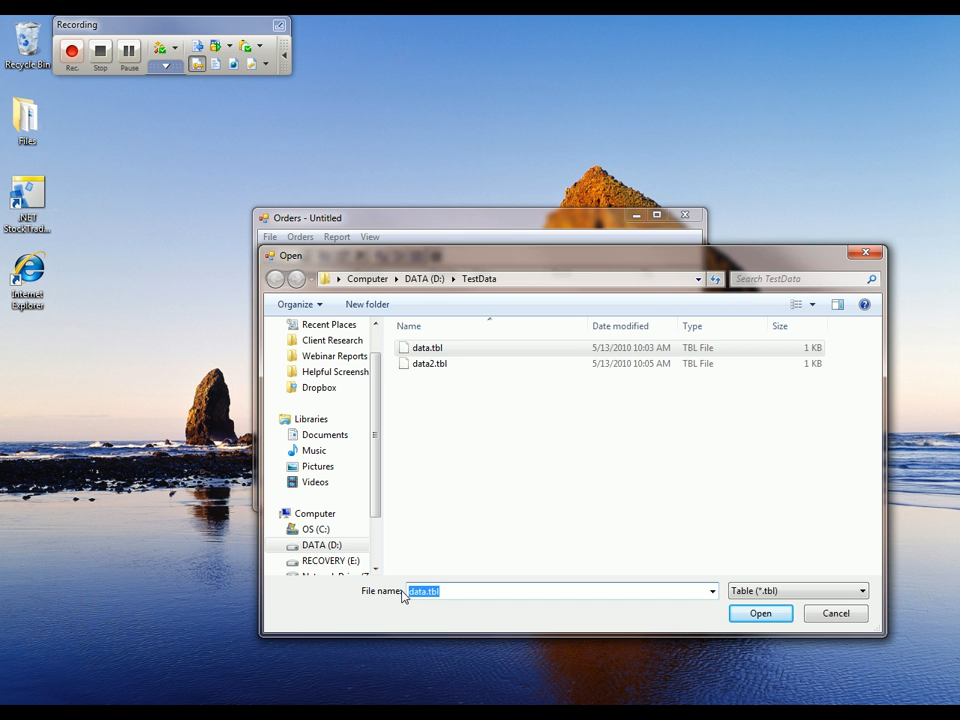 Recording
Rec. Stop Pause
Recycle Bin
Files
.NET
StockTrad...
Internet
Explorer
Orders - Untitled
File Orders Report View
Open
Computer DATA (D:) TestData
Search TestData
Organize New folder
Name Date modified Type Size
data.tbl 5/13/2010 10:03 AM TBL File 1 KB
data2.tbl 5/13/2010 10:05 AM TBL File 1 KB
Recent Places
Client Research
Webinar Reports
Helpful Screensh
Dropbox
Libraries
Documents
Music
Pictures
Videos
Computer
OS (C:)
DATA (D:)
RECOVERY (E:)
File name: data.tbl
Table (*.tbl)
Open Cancel